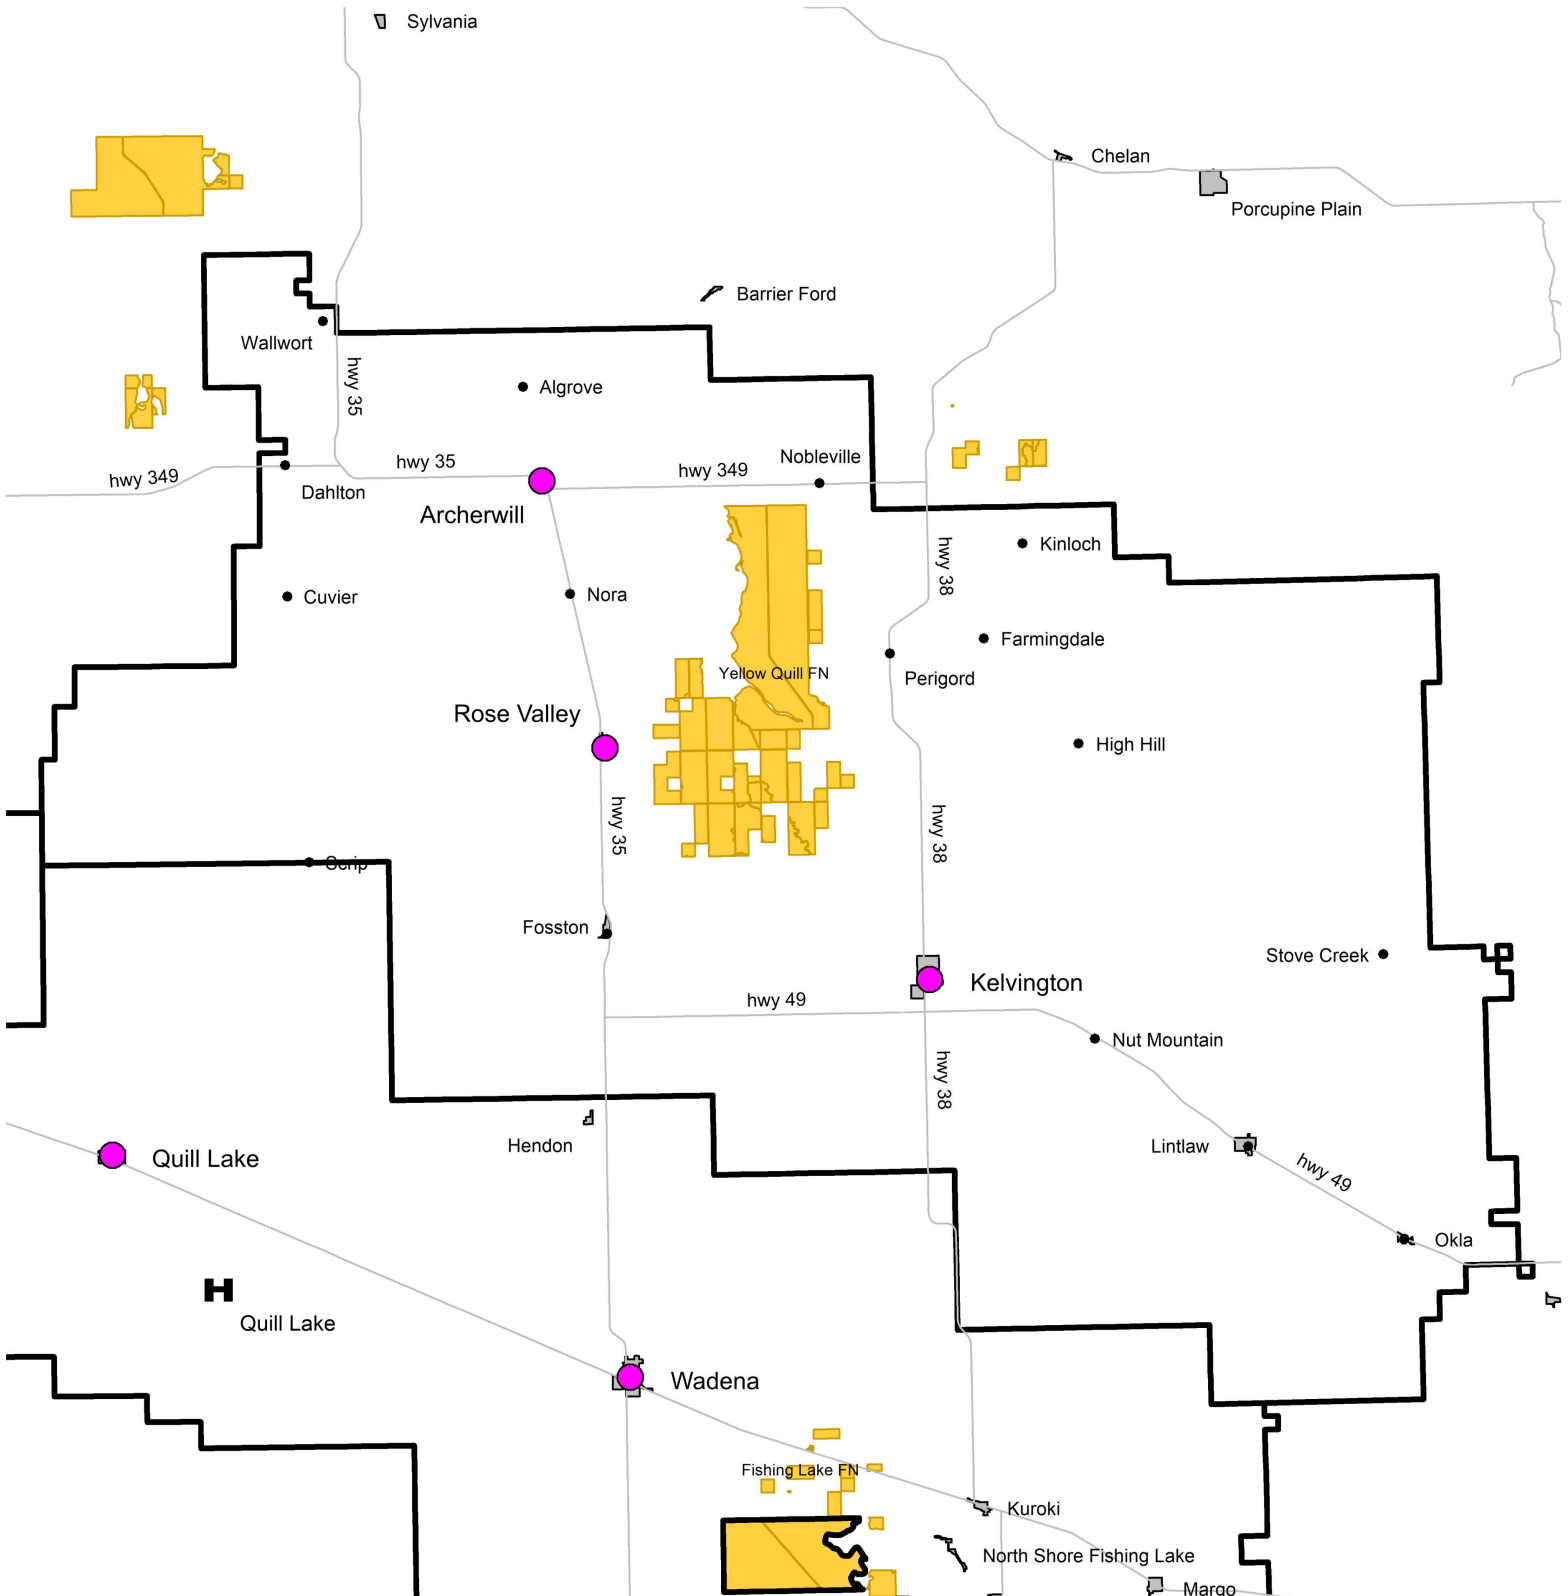 Sylvania
Chelan
Porcupine Plain
Barrier Ford
Wallwort
hwy 35
Algrove
Nobleville
hwy 35
hwy 349
hwy 349
Dahlton
Archerwill
Kinloch
hwy 38
Cuvier
Nora
Farmingdale
Yellow Quill FN
Perigord
Rose Valley
High Hill
hwy 35
hwy 38
Scrip
Fosston
Stove Creek
Kelvington
hwy 49
Nut Mountain
hwy 38
Hendon
Lintlaw
Quill Lake
hwy 49
Okla
H
Quill Lake
Wadena
Fishing Lake FN
Kuroki
North Shore Fishing Lake
Margo